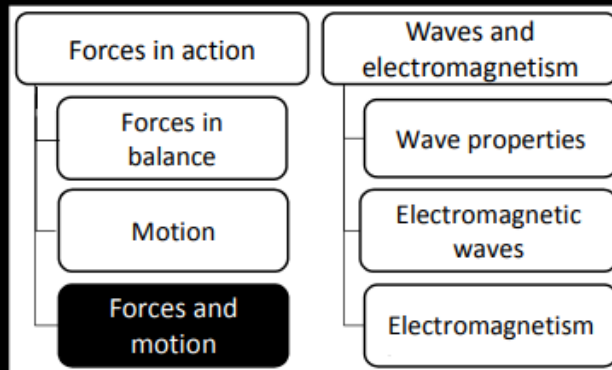 Forces in action
Forces in
balance
Motion
Forces and
motion
Waves and
electromagnetism
Wave properties
Electromagnetic
waves
Electromagnetism